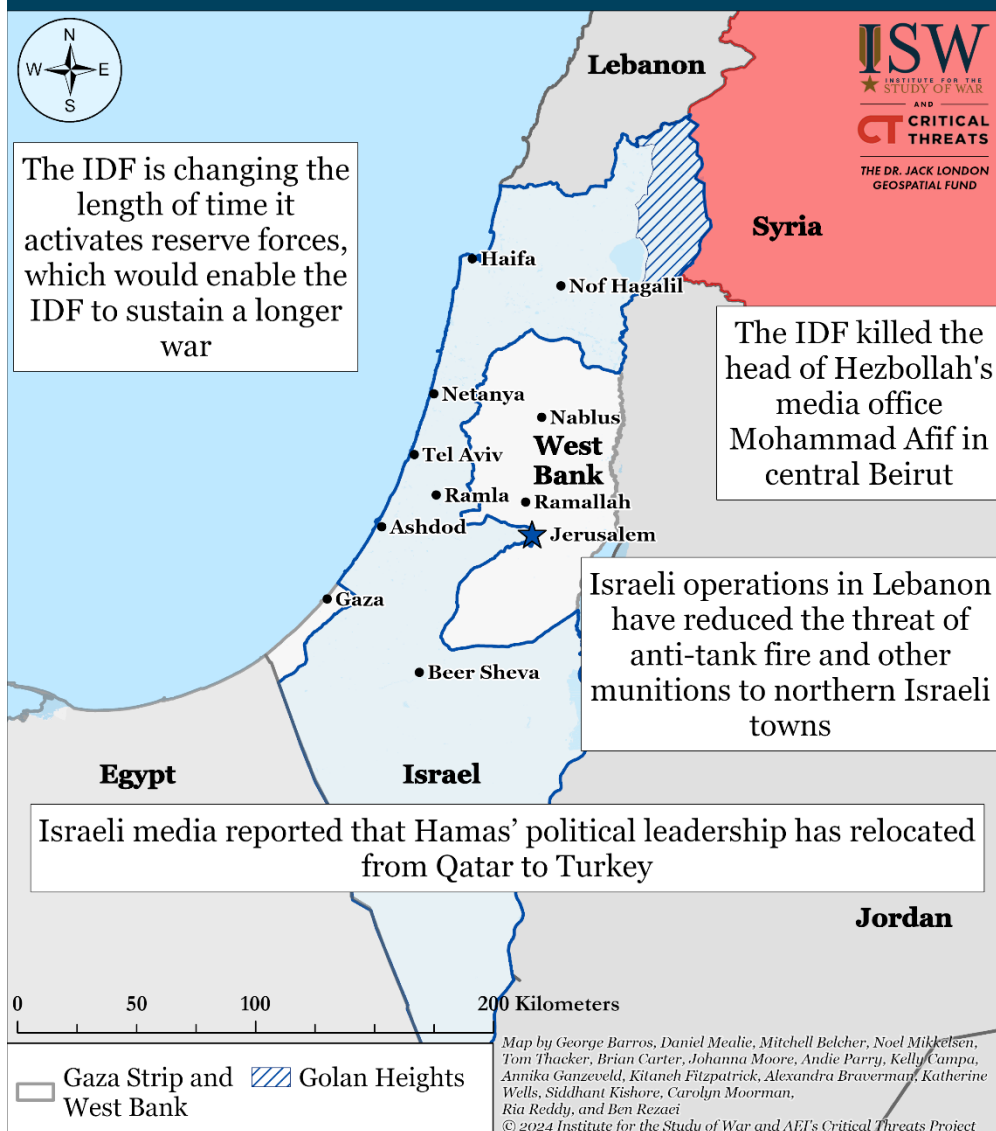 N
W
E
S
Lebanon
ISW
INSTITUTE FOR THE
STUDY OF WAR
AND
CT CRITICAL
THREATS
THE DR. JACK LONDON
GEOSPATIAL FUND
The IDF is changing the
length of time it
activates reserve forces,
which would enable the
IDF to sustain a longer
war
Syria
Haifa
Nof Hagalil
The IDF killed the
head of Hezbollah's
media office
Mohammad Afif in
central Beirut
Netanya
Nablus
West
Bank
Tel Aviv
Ramla
Ramallah
Ashdod
Jerusalem
Israeli operations in Lebanon
have reduced the threat of
anti-tank fire and other
munitions to northern Israeli
towns
Gaza
Beer Sheva
Egypt
Israel
Israeli media reported that Hamas’ political leadership has relocated
from Qatar to Turkey
Jordan
0 50 100 200 Kilometers
Gaza Strip and
West Bank
Golan Heights
Map by George Barros, Daniel Mealie, Mitchell Belcher, Noel Mikkelsen,
Tom Thacker, Brian Carter, Johanna Moore, Andie Parry, Kelly Campa,
Annika Ganzeveld, Kitaneh Fitzpatrick, Alexandra Braverman, Katherine
Wells, Siddhant Kishore, Carolyn Moorman,
Ria Reddy, and Ben Rezaei
© 2024 Institute for the Study of War and AEI's Critical Threats Project